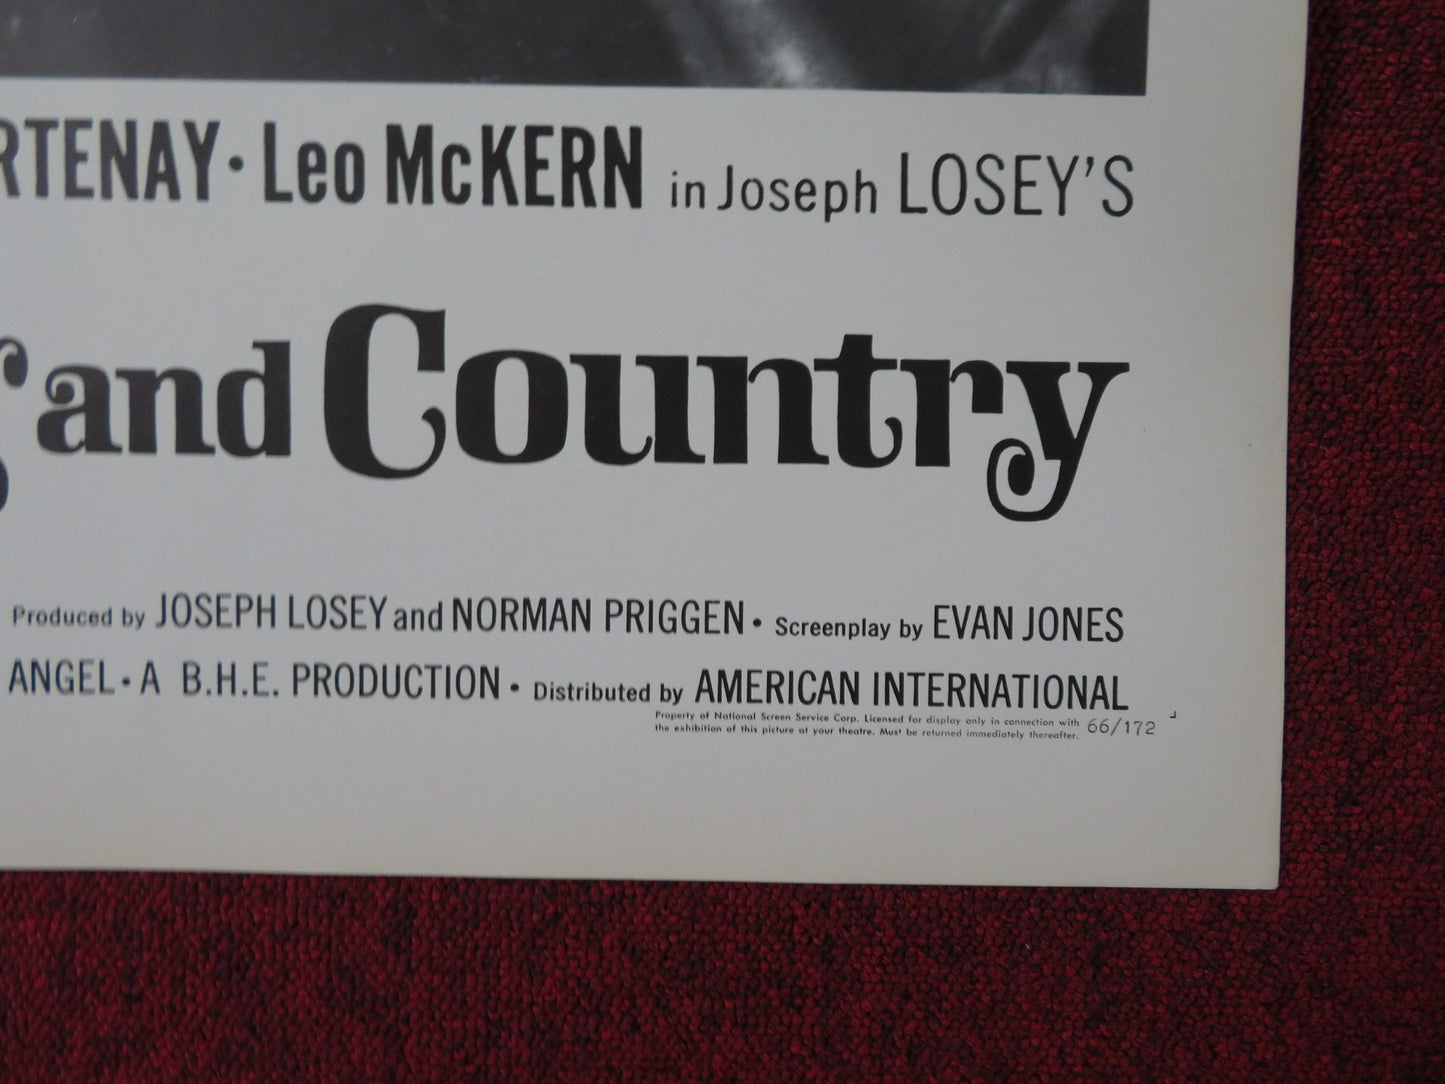 RTENAY • Leo McKERN in Joseph LOSEY'S
and Country
Produced by JOSEPH LOSEY and NORMAN PRIGGEN • Screenplay by EVAN JONES
ANGEL • A B.H.E. PRODUCTION • Distributed by AMERICAN INTERNATIONAL
Property of National Screen Service Corp. Licensed for display only in connection with
the exhibition of this picture at your theatre. Must be returned immediately thereafter. 66/172